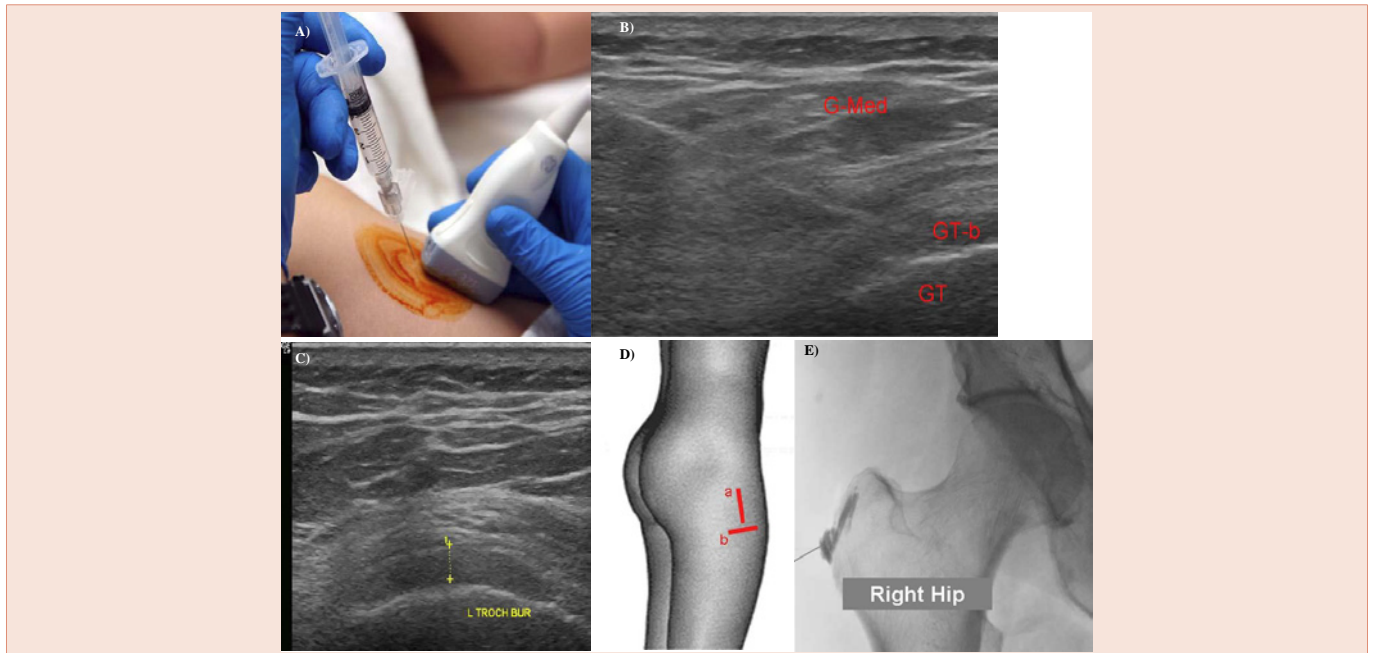 A)
B)
G-Med
GT-b
GT
C)
L TROCH BUR
D)
a
b
E)
Right Hip